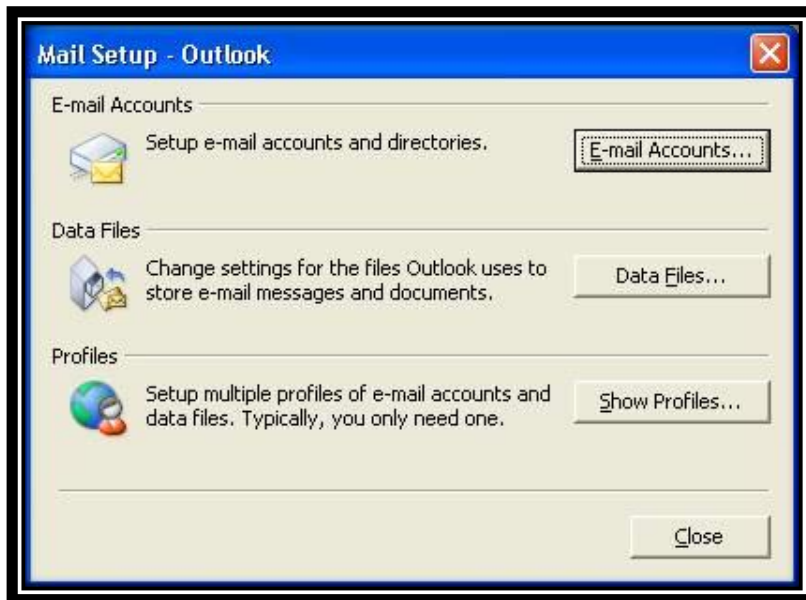 Mail Setup - Outlook
E-mail Accounts
Setup e-mail accounts and directories.
E-mail Accounts...
Data Files
Change settings for the files Outlook uses to
store e-mail messages and documents.
Data Files...
Profiles
Setup multiple profiles of e-mail accounts and
data files. Typically, you only need one.
Show Profiles...
Close